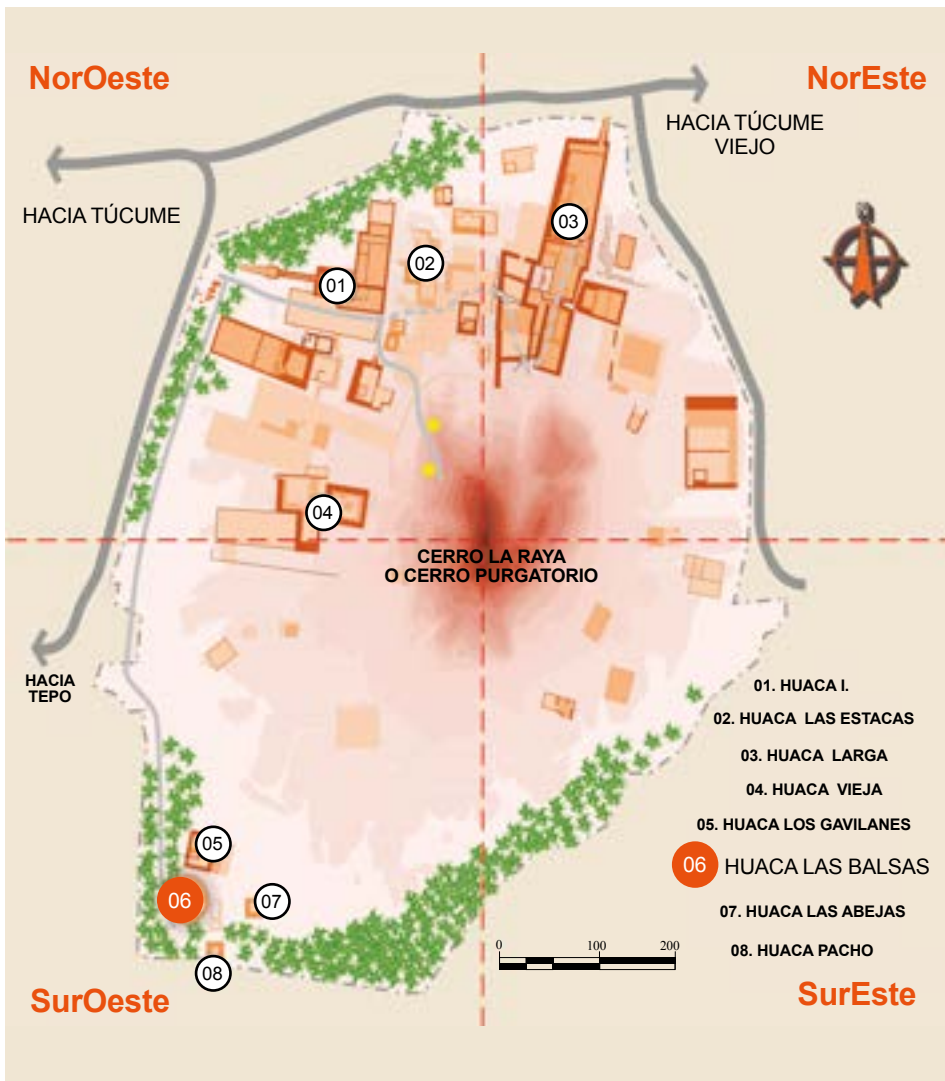 NorOeste
NorEste
HACIA TÚCUME
VIEJO
HACIA TÚCUME
03
02
01
04
CERRO LA RAYA
O CERRO PURGATORIO
HACIA
TEPO
01. HUACA I.
02. HUACA LAS ESTACAS
03. HUACA LARGA
04. HUACA VIEJA
05. HUACA LOS GAVILANES
06 HUACA LAS BALSAS
07. HUACA LAS ABEJAS
08. HUACA PACHO
05
06
07
08
0 100 200
SurOeste
SurEste